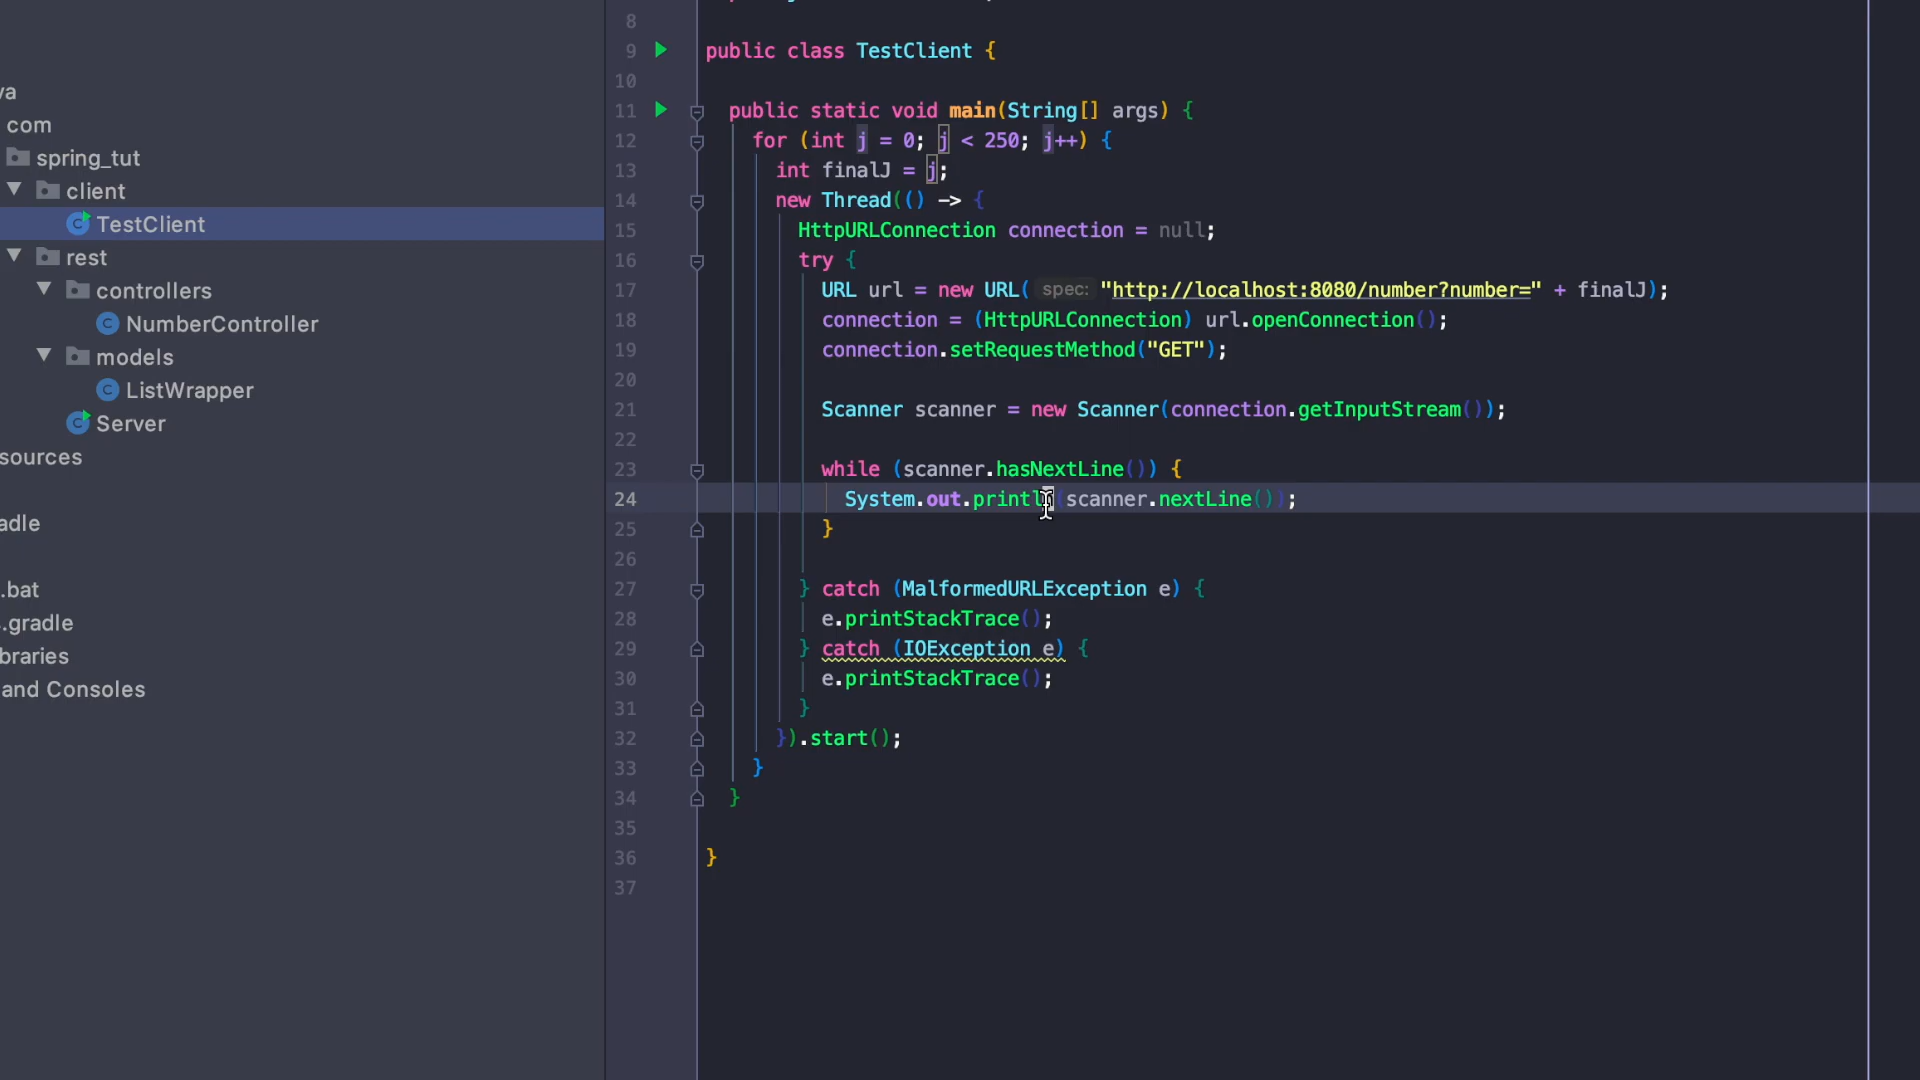 va
com
spring_tut
client
TestClient
rest
controllers
NumberController
models
ListWrapper
Server
sources
adle
.bat
.gradle
braries
and Consoles
8
9 public class TestClient {
10
11 public static void main(String[] args) {
12 for (int j = 0; j < 250; j++) {
13 int finalJ = j;
14 new Thread(() -> {
15 HttpURLConnection connection = null;
16 try {
17 URL url = new URL( spec: "http://localhost:8080/number?number=" + finalJ);
18 connection = (HttpURLConnection) url.openConnection();
19 connection.setRequestMethod("GET");
20
21 Scanner scanner = new Scanner(connection.getInputStream());
22
23 while (scanner.hasNextLine()) {
24 System.out.println(scanner.nextLine());
25 }
26
27 } catch (MalformedURLException e) {
28 e.printStackTrace();
29 } catch (IOException e) {
30 e.printStackTrace();
31 }
32 }).start();
33 }
34 }
35
36 }
37